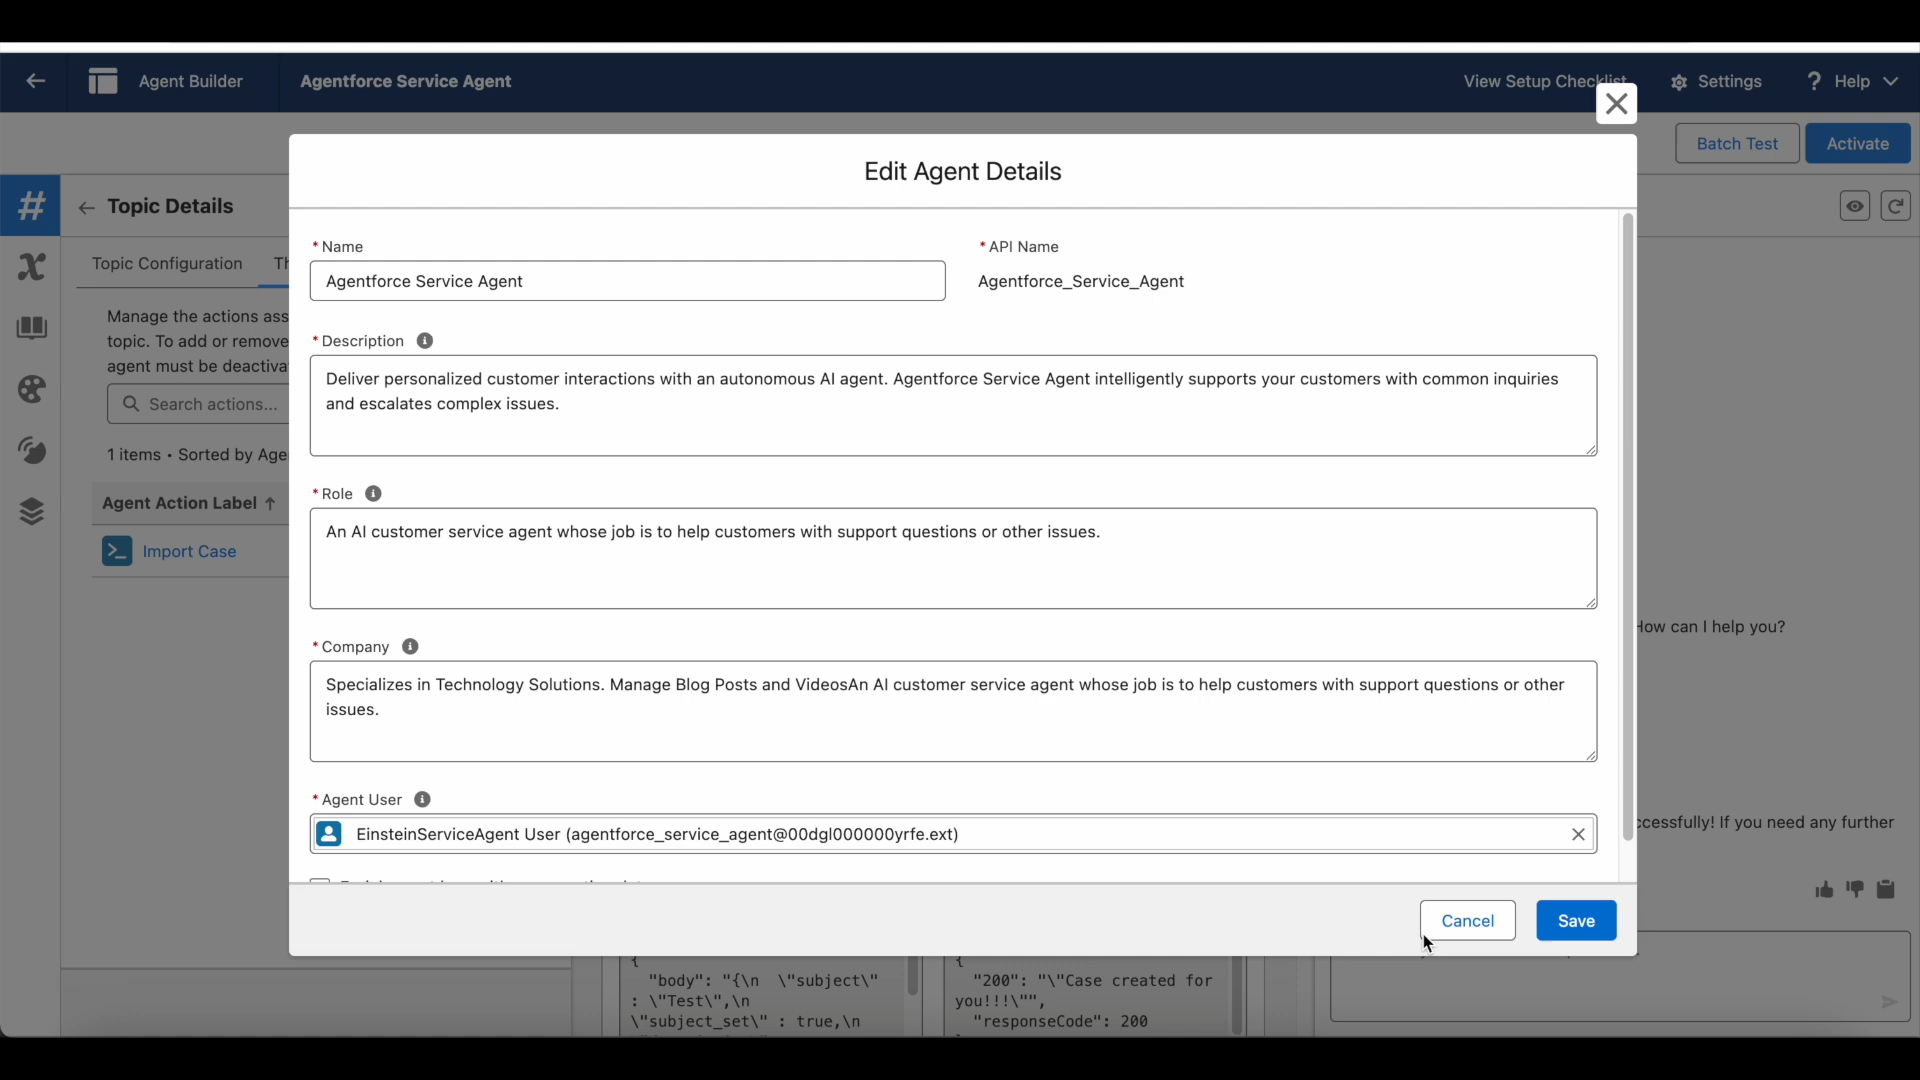 Agent Builder
Agentforce Service Agent
View Setup Checklist
Settings
? Help
Batch Test
Activate
#
Topic Details
Topic Configuration
Manage the actions
topic. To add or remove
agent must be
Search actions...
1 items • Sorted by
Agent Action Label ↑
Import Case
Edit Agent Details
* Name
Agentforce Service Agent
* API Name
Agentforce_Service_Agent
* Description
Deliver personalized customer interactions with an autonomous AI agent. Agentforce Service Agent intelligently supports your customers with common inquiries
and escalates complex issues.
* Role
An AI customer service agent whose job is to help customers with support questions or other issues.
* Company
Specializes in Technology Solutions. Manage Blog Posts and VideosAn AI customer service agent whose job is to help customers with support questions or other
issues.
* Agent User
EinsteinServiceAgent User (agentforce_service_agent@00dgl000000yrfe.ext)
Cancel
Save
How can I help you?
If you need any further
{
"body": "{\n \"subject\"
: \"Test\",\n
\"subject_set\" : true,\n
{
"200": "\"Case created for
you!!!\"",
"responseCode": 200